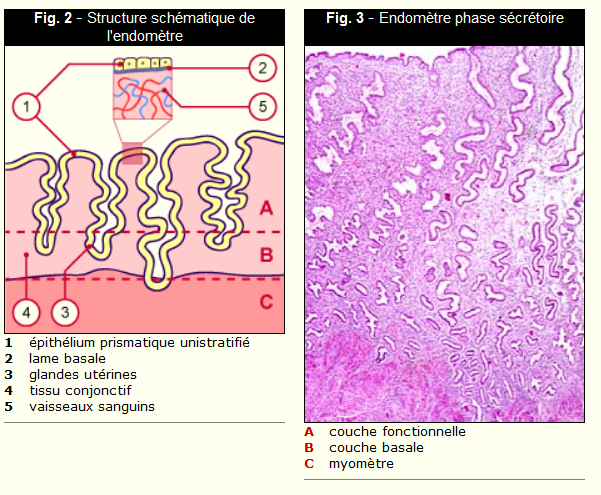 Fig. 2 - Structure schématique de
l'endomètre
1
2
5
A
B
C
4
3
1 épithélium prismatique unistratifié
2 lame basale
3 glandes utérines
4 tissu conjonctif
5 vaisseaux sanguins
Fig. 3 - Endomètre phase sécrétoire
A couche fonctionnelle
B couche basale
C myomètre